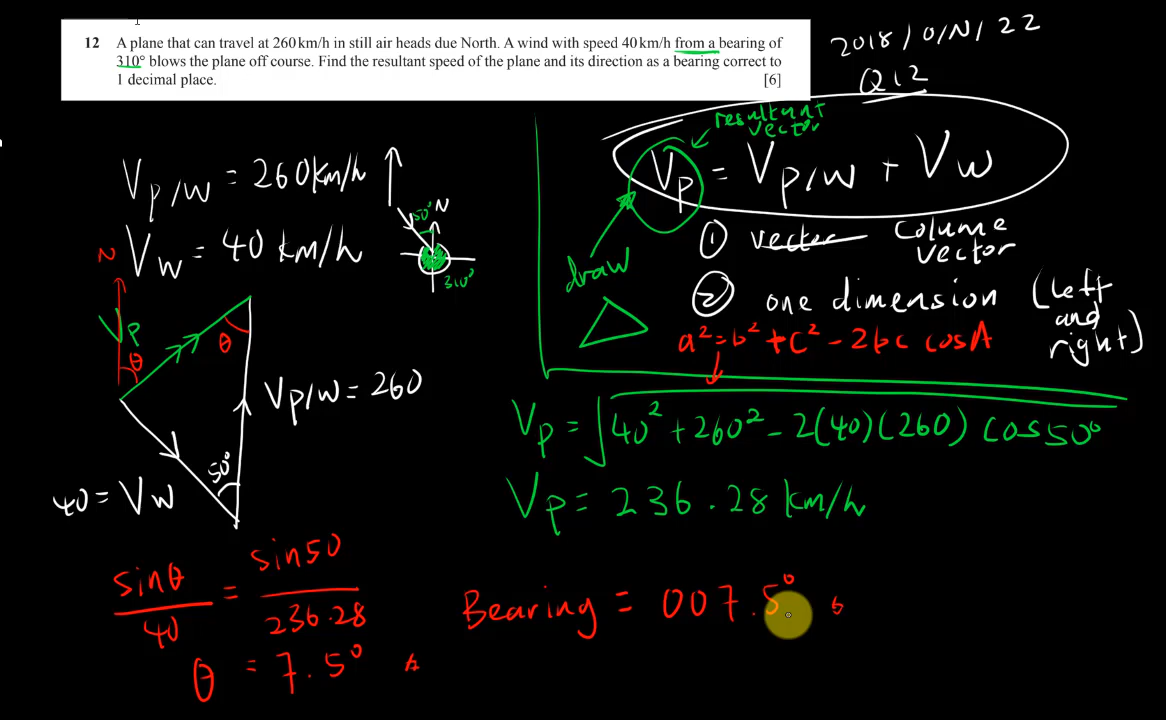 12 A plane that can travel at 260 km/h in still air heads due North. A wind with speed 40 km/h from a bearing of
310° blows the plane off course. Find the resultant speed of the plane and its direction as a bearing correct to
1 decimal place. [6]
2018/O/N/22
Q12
resultant
vector
Vp = Vp/w + Vw
draw
① vector column
vector
② one dimension (left
and
right)
a² = b² + c² - 2bc cosA
Vp/w = 260km/h
Vw = 40 km/h
50° N
310°
N
Vp
θ
θ
Vp/w = 260
50°
40 = Vw
Vp = √40² + 260² - 2(40)(260) cos50°
Vp = 236.28 km/h
sinθ/40 = sin50/236.28
θ = 7.5°
Bearing = 007.5°